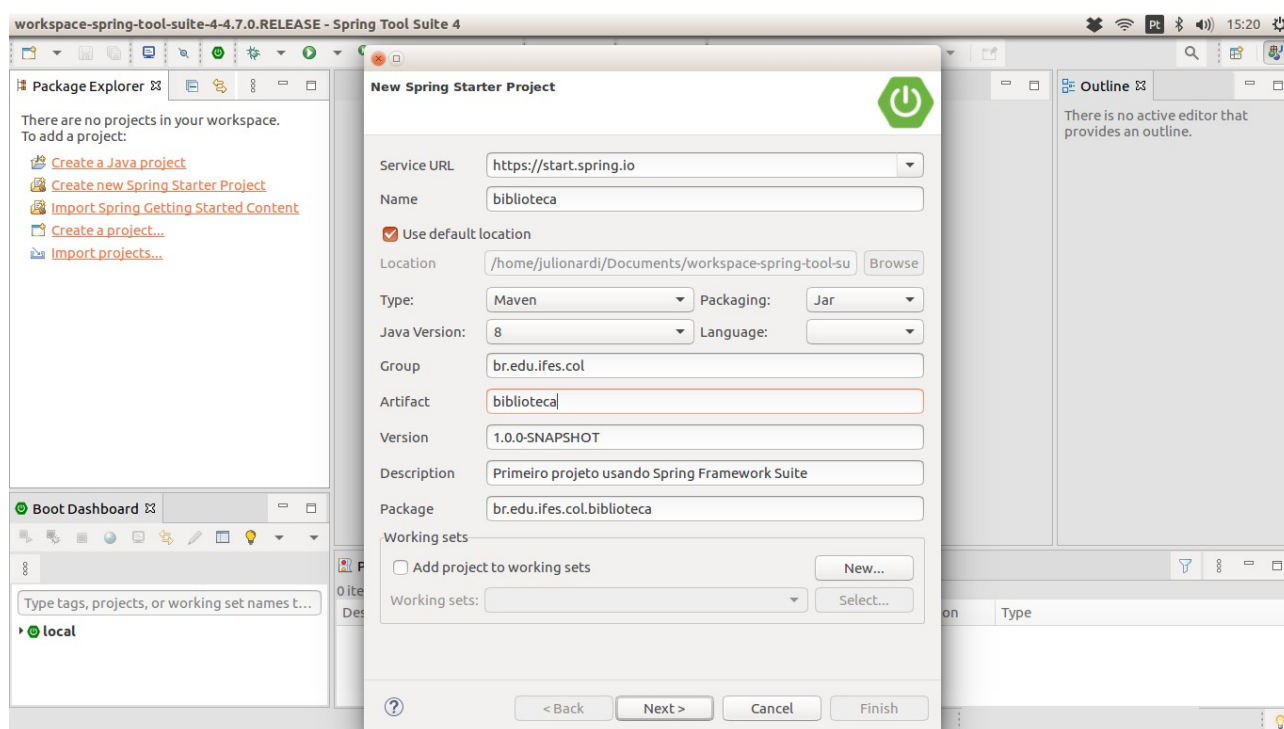 workspace-spring-tool-suite-4-4.7.0.RELEASE - Spring Tool Suite 4
Pt
15:20
Package Explorer
There are no projects in your workspace.
To add a project:
Create a Java project
Create new Spring Starter Project
Import Spring Getting Started Content
Create a project...
Import projects...
Boot Dashboard
Type tags, projects, or working set names t...
local
New Spring Starter Project
Service URL https://start.spring.io
Name biblioteca
Use default location
Location /home/julionardi/Documents/workspace-spring-tool-su Browse
Type: Maven Packaging: Jar
Java Version: 8 Language:
Group br.edu.ifes.col
Artifact biblioteca
Version 1.0.0-SNAPSHOT
Description Primeiro projeto usando Spring Framework Suite
Package br.edu.ifes.col.biblioteca
Working sets
Add project to working sets New...
Working sets: Select...
? < Back Next > Cancel Finish
Outline
There is no active editor that
provides an outline.
P
0 ite
Des
on Type